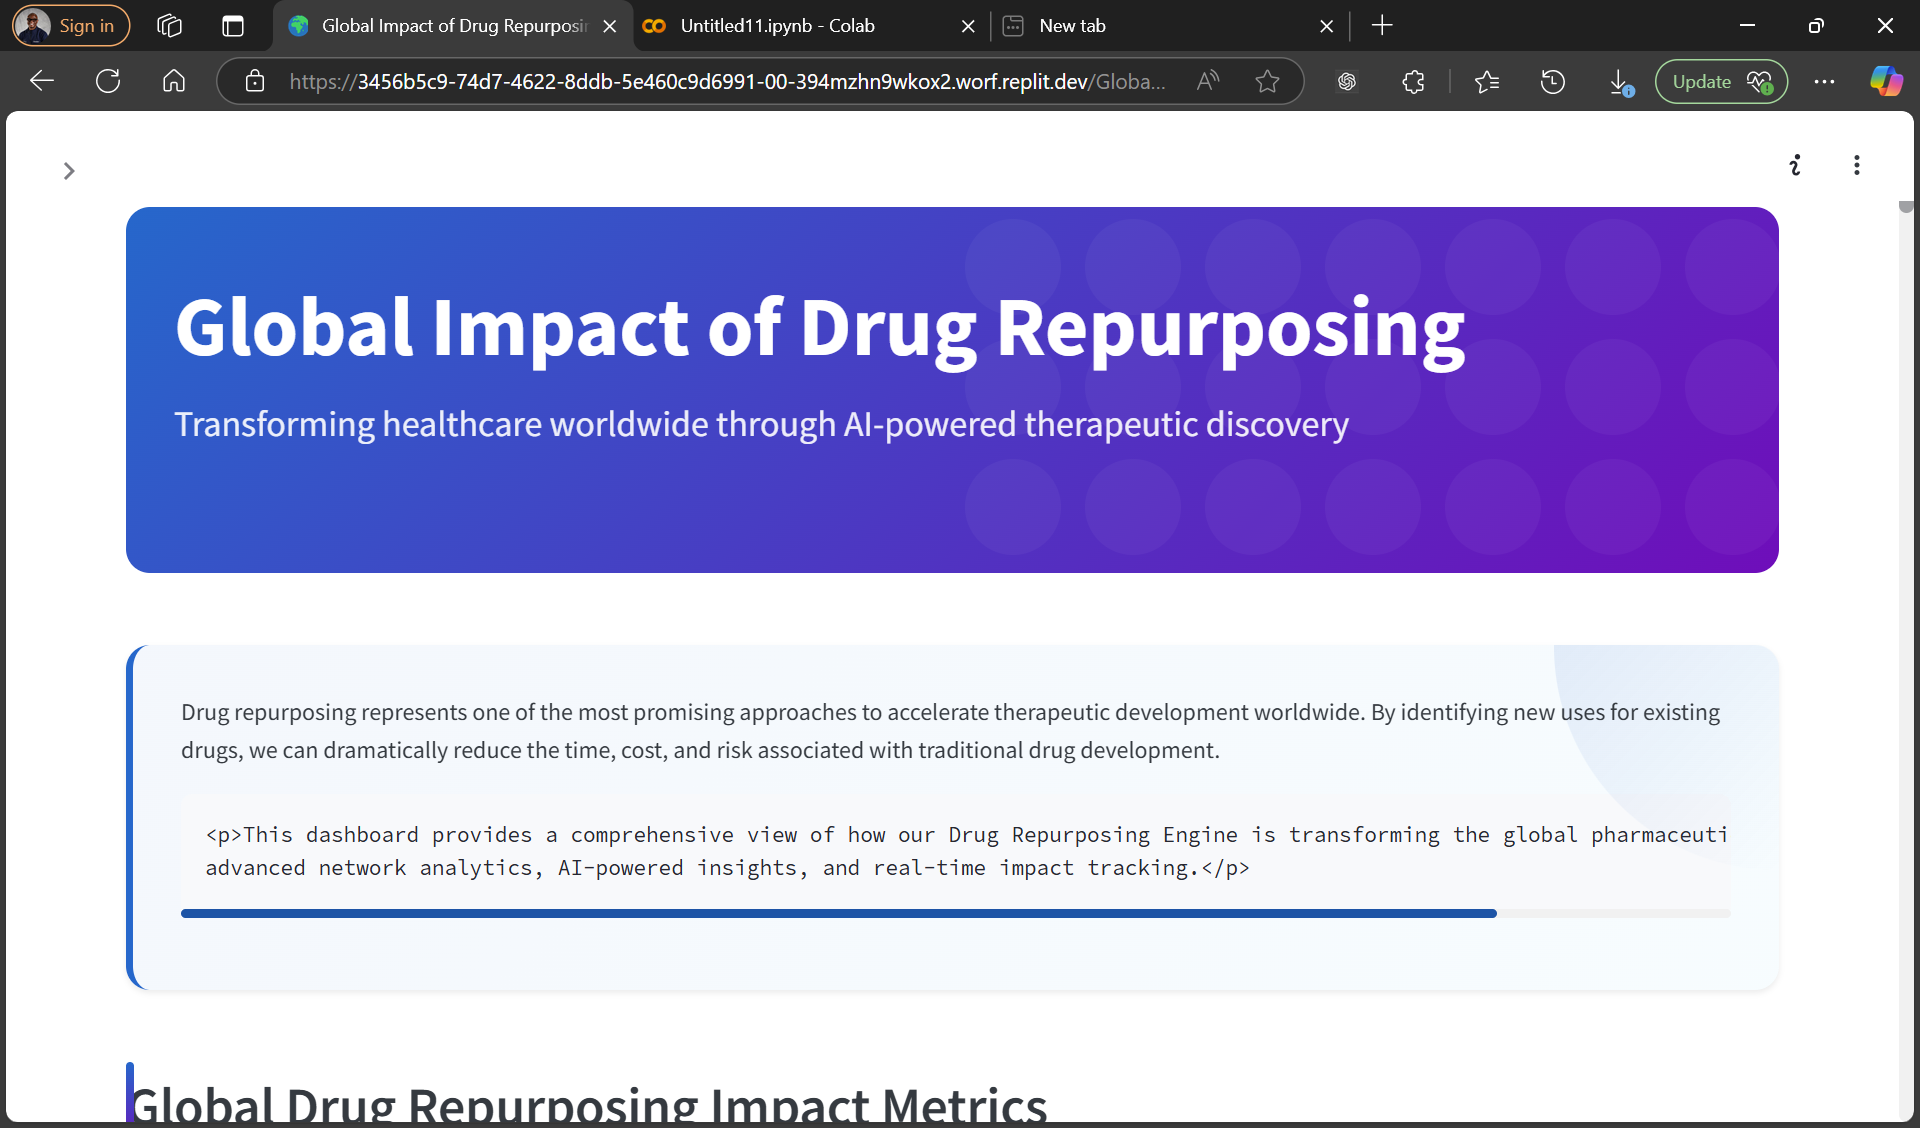 Sign in
Global Impact of Drug Repurposin
Untitled11.ipynb - Colab
New tab
https://3456b5c9-74d7-4622-8ddb-5e460c9d6991-00-394mzhn9wkox2.worf.replit.dev/Globa...
Update
Global Impact of Drug Repurposing
Transforming healthcare worldwide through AI-powered therapeutic discovery
Drug repurposing represents one of the most promising approaches to accelerate therapeutic development worldwide. By identifying new uses for existing
drugs, we can dramatically reduce the time, cost, and risk associated with traditional drug development.
<p>This dashboard provides a comprehensive view of how our Drug Repurposing Engine is transforming the global pharmaceuti
advanced network analytics, AI-powered insights, and real-time impact tracking.</p>
Global Drug Repurposing Impact Metrics